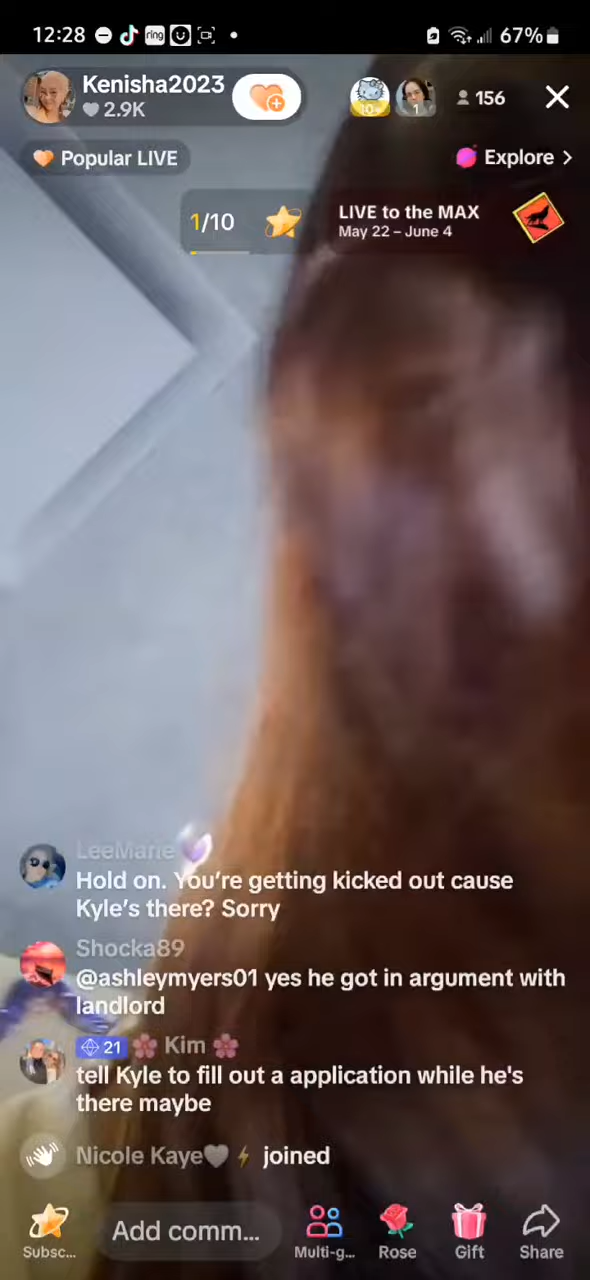 12:28 ring 67%
Kenisha2023
2.9K
10+ 1 156
Popular LIVE
Explore >
1/10
LIVE to the MAX
May 22 – June 4
LeeMarie
Hold on. You're getting kicked out cause
Kyle's there? Sorry
Shocka89
@ashleymyers01 yes he got in argument with
landlord
21 🌸 Kim 🌸
tell Kyle to fill out a application while he's
there maybe
Nicole Kaye🤍⚡ joined
Add comm...
Subsc... Multi-g... Rose Gift Share